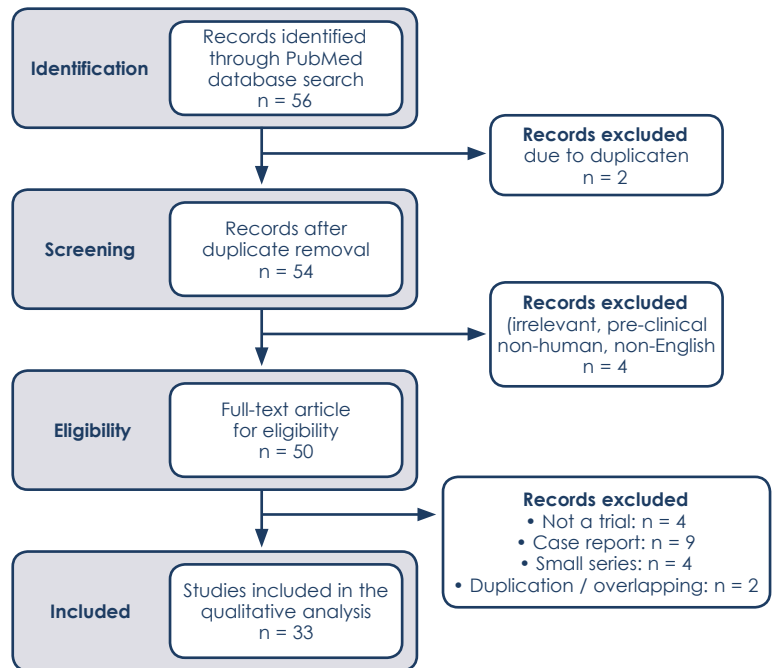 Identification
Records identified
through PubMed
database search
n = 56
Records excluded
due to duplicaten
n = 2
Screening
Records after
duplicate removal
n = 54
Records excluded
(irrelevant, pre-clinical
non-human, non-English
n = 4
Eligibility
Full-text article
for eligibility
n = 50
Records excluded
• Not a trial: n = 4
• Case report: n = 9
• Small series: n = 4
• Duplication / overlapping: n = 2
Included
Studies included in the
qualitative analysis
n = 33